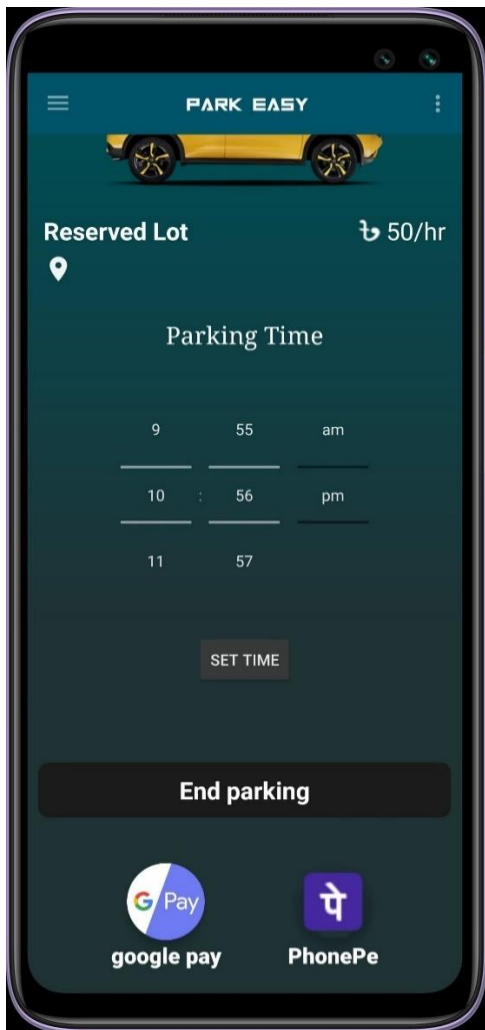 PARK EASY
Reserved Lot ৳ 50/hr
Parking Time
9 55 am
10 : 56 pm
11 57
SET TIME
End parking
G Pay
पे
google pay PhonePe